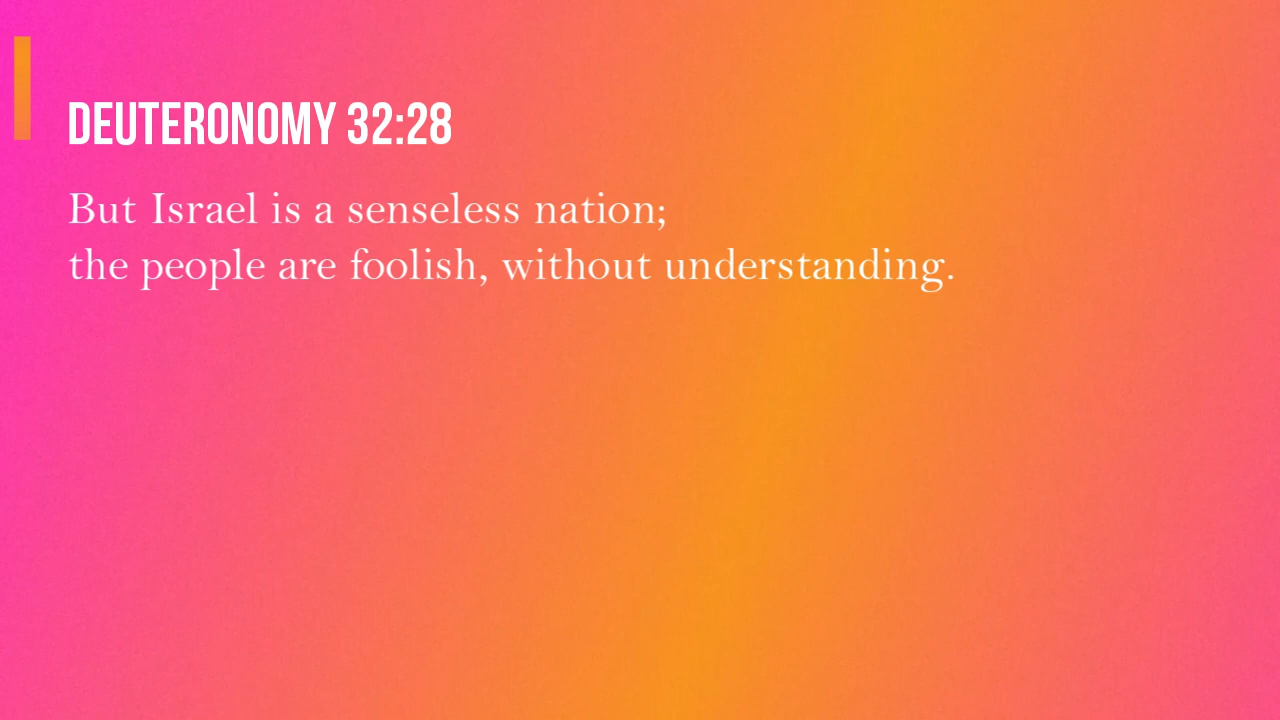 DEUTERONOMY 32:28
But Israel is a senseless nation;
the people are foolish, without understanding.